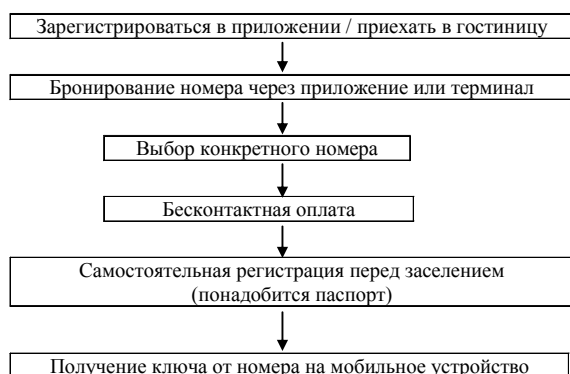 Зарегистрироваться в приложении / приехать в гостиницу
Бронирование номера через приложение или терминал
Выбор конкретного номера
Бесконтактная оплата
Самостоятельная регистрация перед заселением
(понадобится паспорт)
Получение ключа от номера на мобильное устройство